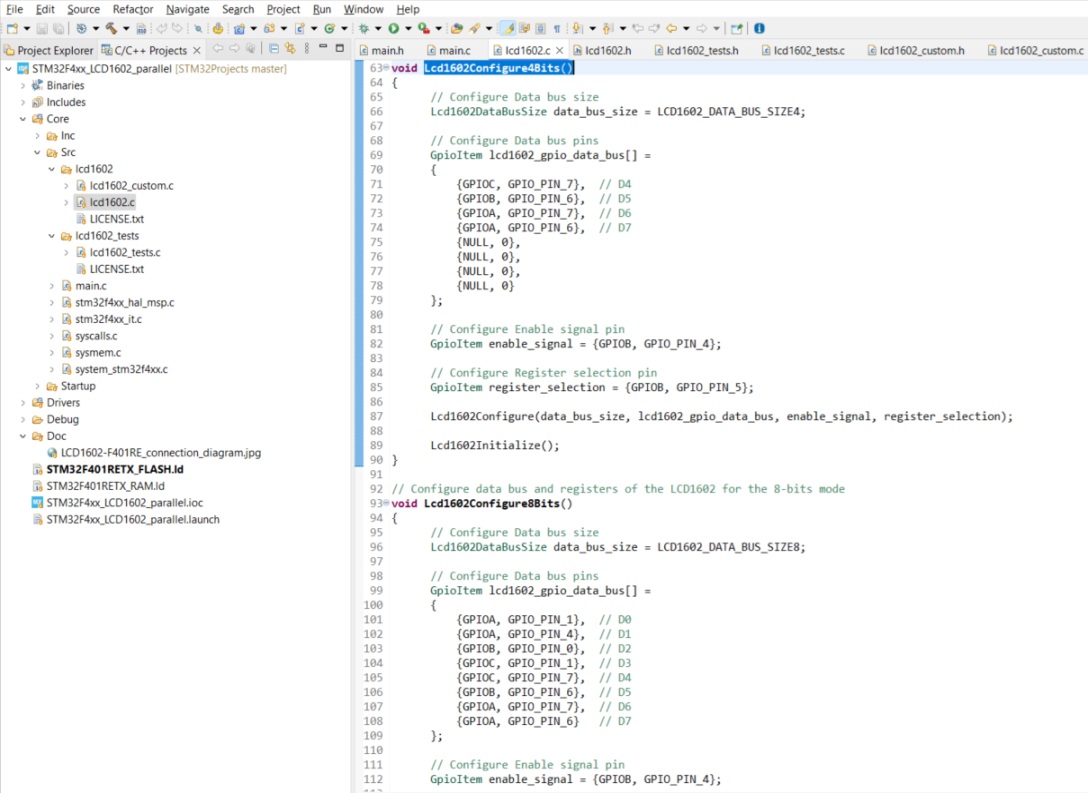 File Edit Source Refactor Navigate Search Project Run Window Help
Project Explorer C/C++ Projects
main.h main.c lcd1602.c lcd1602.h lcd1602_tests.h lcd1602_tests.c lcd1602_custom.h lcd1602_custom.c
STM32F4xx_LCD1602_parallel [STM32Projects master]
Binaries
Includes
Core
Inc
Src
lcd1602
lcd1602_custom.c
lcd1602.c
LICENSE.txt
lcd1602_tests
lcd1602_tests.c
LICENSE.txt
main.c
stm32f4xx_hal_msp.c
stm32f4xx_it.c
syscalls.c
sysmem.c
system_stm32f4xx.c
Startup
Drivers
Debug
Doc
LCD1602-F401RE_connection_diagram.jpg
STM32F401RETX_FLASH.ld
STM32F401RETX_RAM.ld
STM32F4xx_LCD1602_parallel.ioc
STM32F4xx_LCD1602_parallel.launch
63 void Lcd1602Configure4Bits()
64 {
65 // Configure Data bus size
66 Lcd1602DataBusSize data_bus_size = LCD1602_DATA_BUS_SIZE4;
67
68 // Configure Data bus pins
69 GpioItem lcd1602_gpio_data_bus[] =
70 {
71 {GPIOC, GPIO_PIN_7}, // D4
72 {GPIOB, GPIO_PIN_6}, // D5
73 {GPIOA, GPIO_PIN_7}, // D6
74 {GPIOA, GPIO_PIN_6}, // D7
75 {NULL, 0},
76 {NULL, 0},
77 {NULL, 0},
78 {NULL, 0}
79 };
80
81 // Configure Enable signal pin
82 GpioItem enable_signal = {GPIOB, GPIO_PIN_4};
83
84 // Configure Register selection pin
85 GpioItem register_selection = {GPIOB, GPIO_PIN_5};
86
87 Lcd1602Configure(data_bus_size, lcd1602_gpio_data_bus, enable_signal, register_selection);
88
89 Lcd1602Initialize();
90 }
91
92 // Configure data bus and registers of the LCD1602 for the 8-bits mode
93 void Lcd1602Configure8Bits()
94 {
95 // Configure Data bus size
96 Lcd1602DataBusSize data_bus_size = LCD1602_DATA_BUS_SIZE8;
97
98 // Configure Data bus pins
99 GpioItem lcd1602_gpio_data_bus[] =
100 {
101 {GPIOA, GPIO_PIN_1}, // D0
102 {GPIOA, GPIO_PIN_4}, // D1
103 {GPIOB, GPIO_PIN_0}, // D2
104 {GPIOC, GPIO_PIN_1}, // D3
105 {GPIOC, GPIO_PIN_7}, // D4
106 {GPIOB, GPIO_PIN_6}, // D5
107 {GPIOA, GPIO_PIN_7}, // D6
108 {GPIOA, GPIO_PIN_6} // D7
109 };
110
111 // Configure Enable signal pin
112 GpioItem enable_signal = {GPIOB, GPIO_PIN_4};